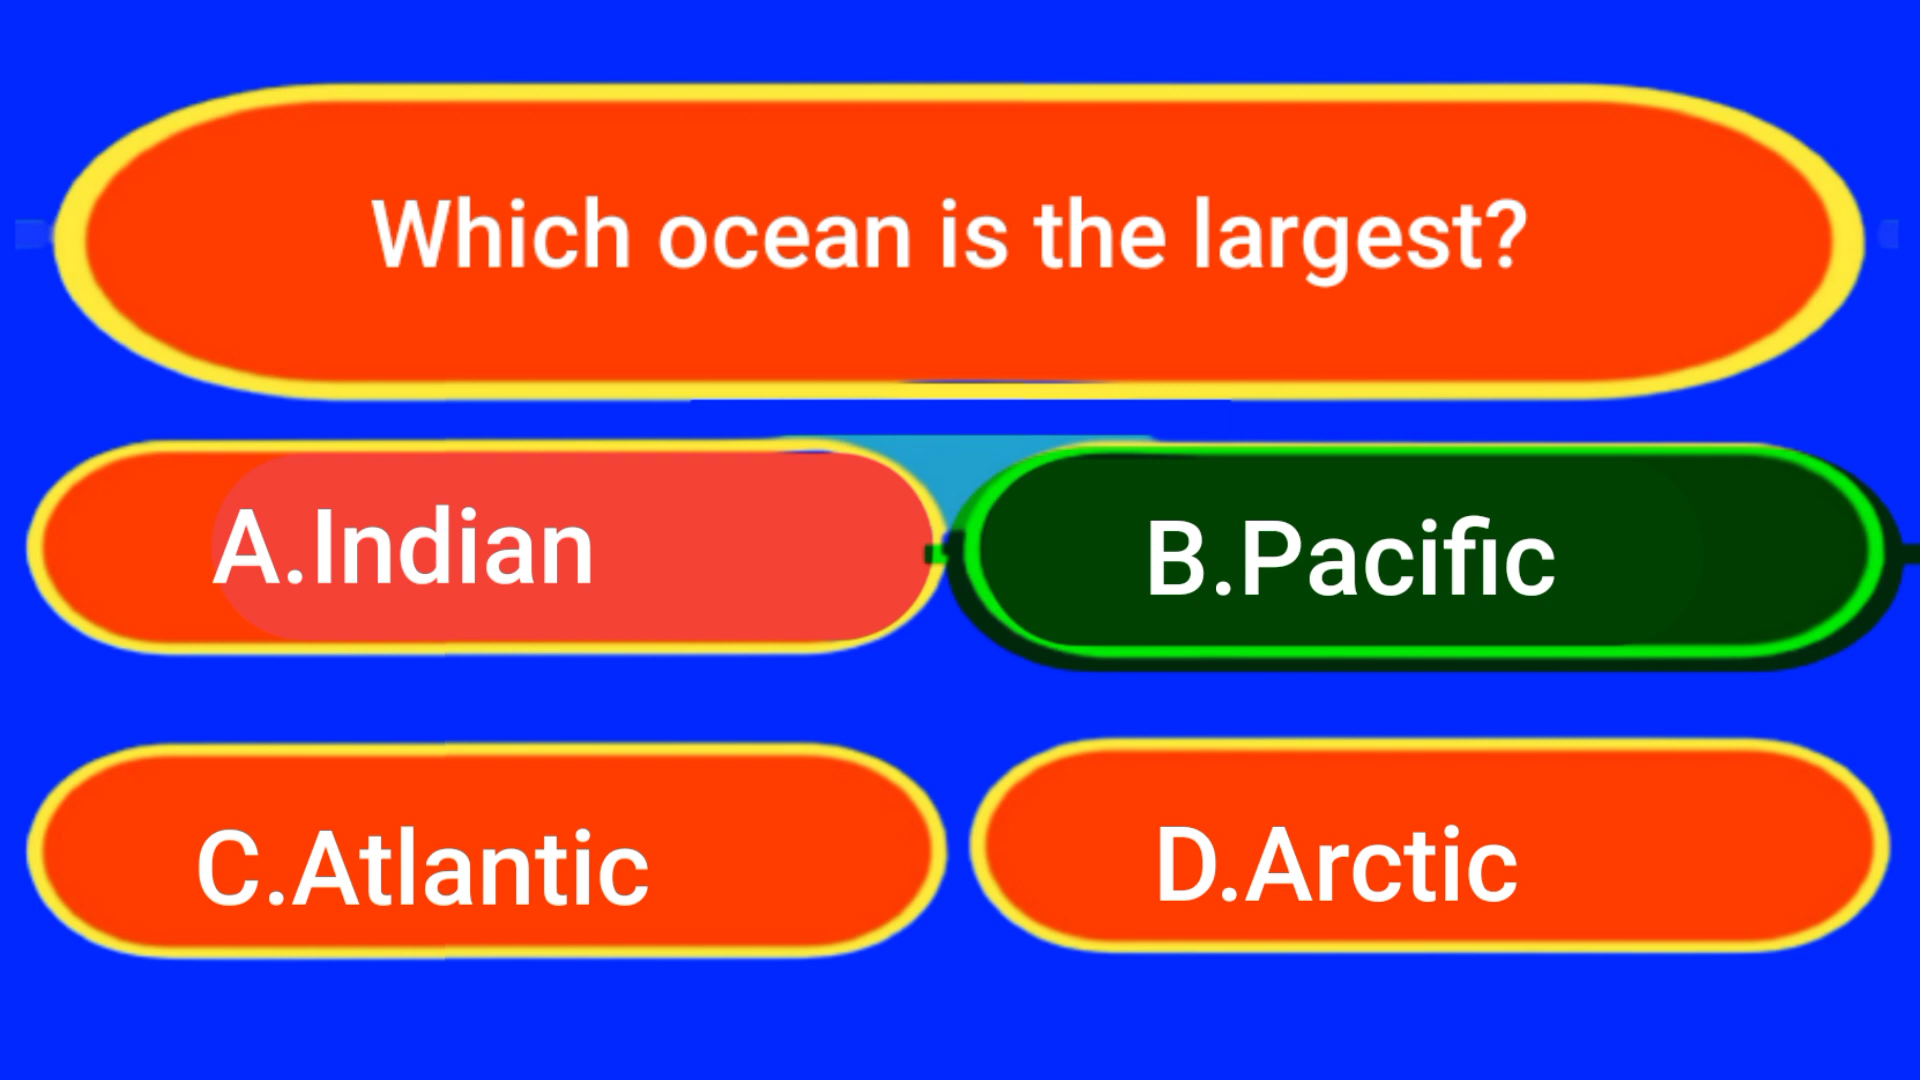 Which ocean is the largest?
A.Indian
B.Pacific
C.Atlantic
D.Arctic